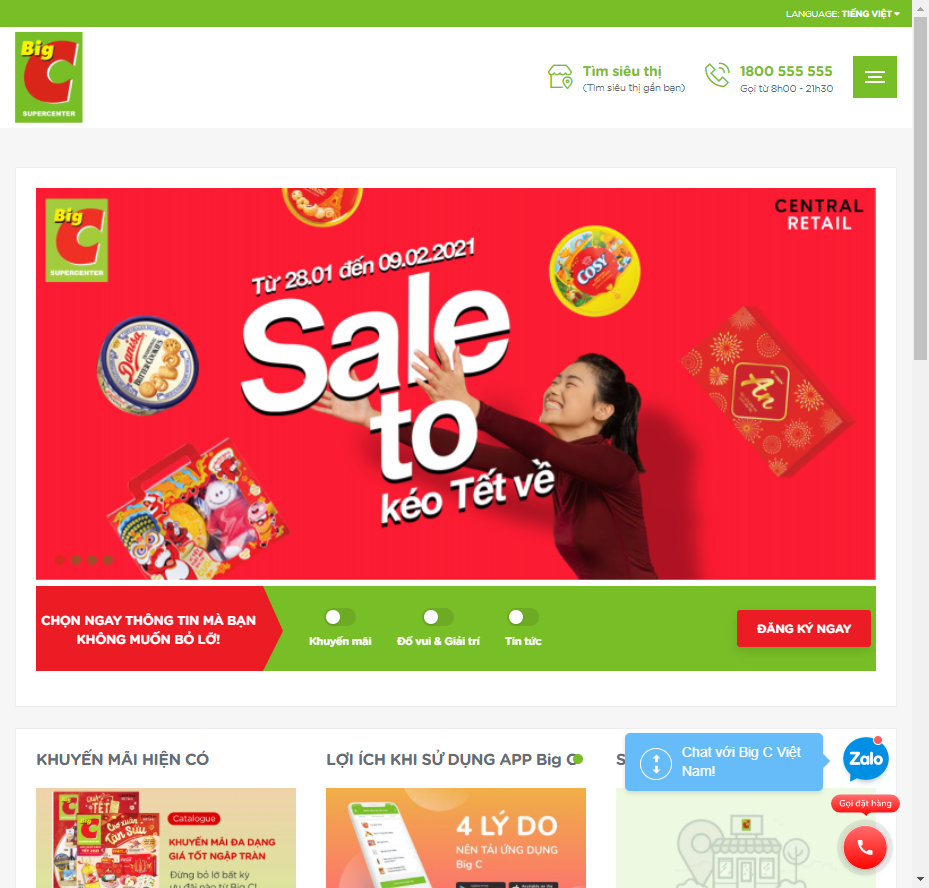 LANGUAGE: TIẾNG VIỆT
Big
C
SUPERCENTER
Tìm siêu thị
(Tìm siêu thị gần bạn)
1800 555 555
Gọi từ 8h00 - 21h30
Big
C
SUPERCENTER
CENTRAL
RETAIL
Từ 28.01 đến 09.02.2021
Sale
to
kéo Tết về
COSY
Danisa
BUTTER COOKIES
An
CHỌN NGAY THÔNG TIN MÀ BẠN
KHÔNG MUỐN BỎ LỠ!
Khuyến mãi
Đố vui & Giải trí
Tin tức
ĐĂNG KÝ NGAY
KHUYẾN MÃI HIỆN CÓ
LỢI ÍCH KHI SỬ DỤNG APP Big C
S
Chat với Big C Việt
Nam!
Zalo
Gọi đặt hàng
Catalogue
KHUYẾN MÃI ĐA DẠNG
GIÁ TỐT NGẬP TRÀN
Đừng bỏ lỡ bất kỳ
ưu đãi nào từ Big C!
4 LÝ DO
NÊN TẢI ỨNG DỤNG
Big C